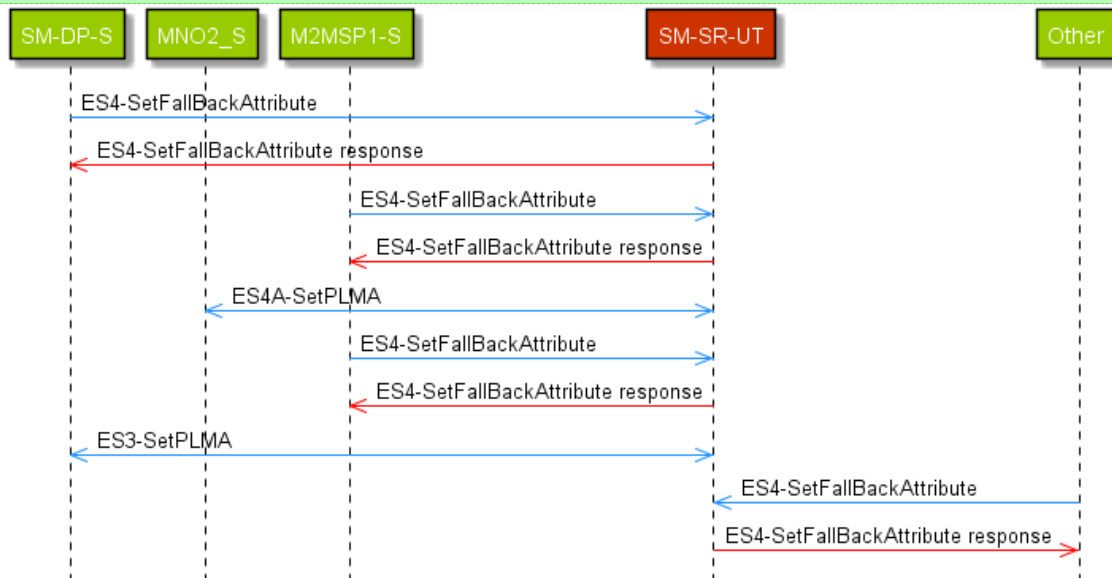 SM-DP-S
MNO2_S
M2MSP1-S
SM-SR-UT
Other
ES4-SetFallBackAttribute
ES4-SetFallBackAttribute response
ES4-SetFallBackAttribute
ES4-SetFallBackAttribute response
ES4A-SetPLMA
ES4-SetFallBackAttribute
ES4-SetFallBackAttribute response
ES3-SetPLMA
ES4-SetFallBackAttribute
ES4-SetFallBackAttribute response